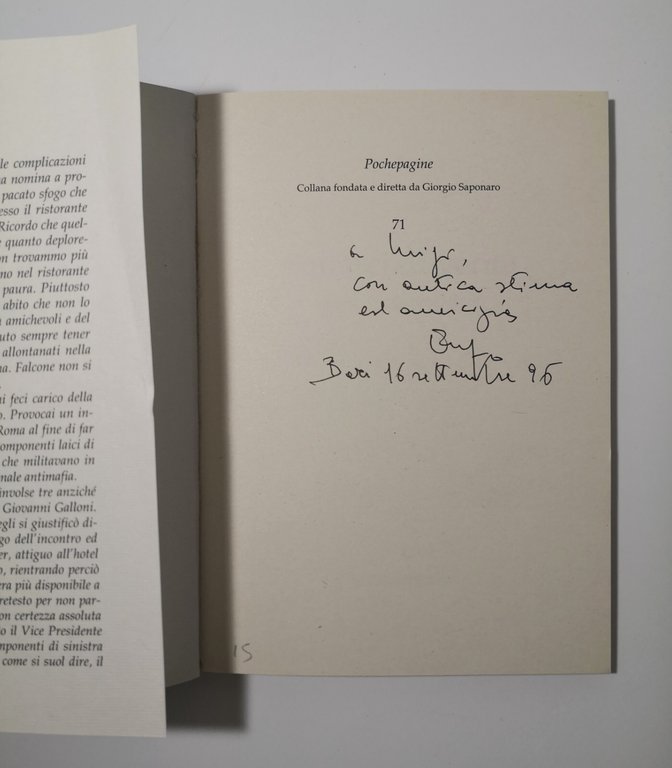 le complicazioni
a nomina a pro-
pacato sfogo che
esso il ristorante
Ricordo che quel-
e quanto deplore-
n trovammo più
no nel ristorante
paura. Piuttosto
abito che non lo
amichevoli e del
uto sempre tener
allontanati nella
na. Falcone non si
ni feci carico della
o. Provocai un in-
Roma al fine di far
omponenti laici di
che militavano in
nale antimafia.
involse tre anziché
Giovanni Galloni.
egli si giustificò di-
go dell'incontro ed
er, attiguo all'hotel
o, rientrando perciò
era più disponibile a
retesto per non par-
on certezza assoluta
o il Vice Presidente
mponenti di sinistra
come si suol dire, il
Pochepagine
Collana fondata e diretta da Giorgio Saponaro
71
a Luigi,
con antica stima
ed amicizia
Bari 16 settembre 96
15